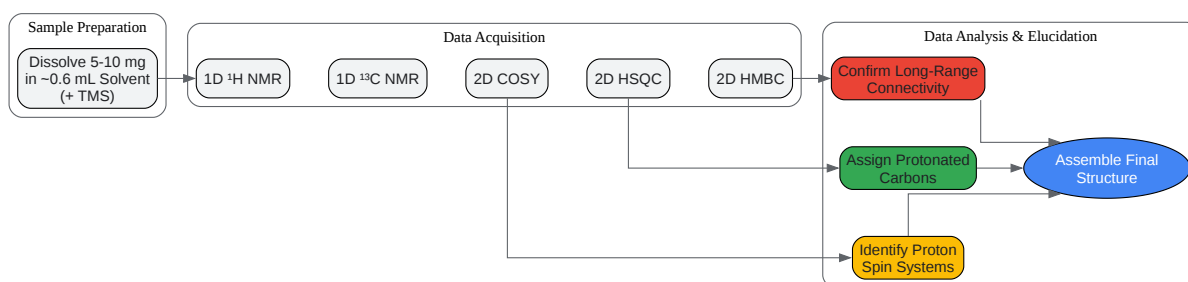 Sample Preparation
Dissolve 5-10 mg
in ~0.6 mL Solvent
(+ TMS)
Data Acquisition
1D ¹H NMR
1D ¹³C NMR
2D COSY
2D HSQC
2D HMBC
Data Analysis & Elucidation
Confirm Long-Range
Connectivity
Assign Protonated
Carbons
Identify Proton
Spin Systems
Assemble Final
Structure